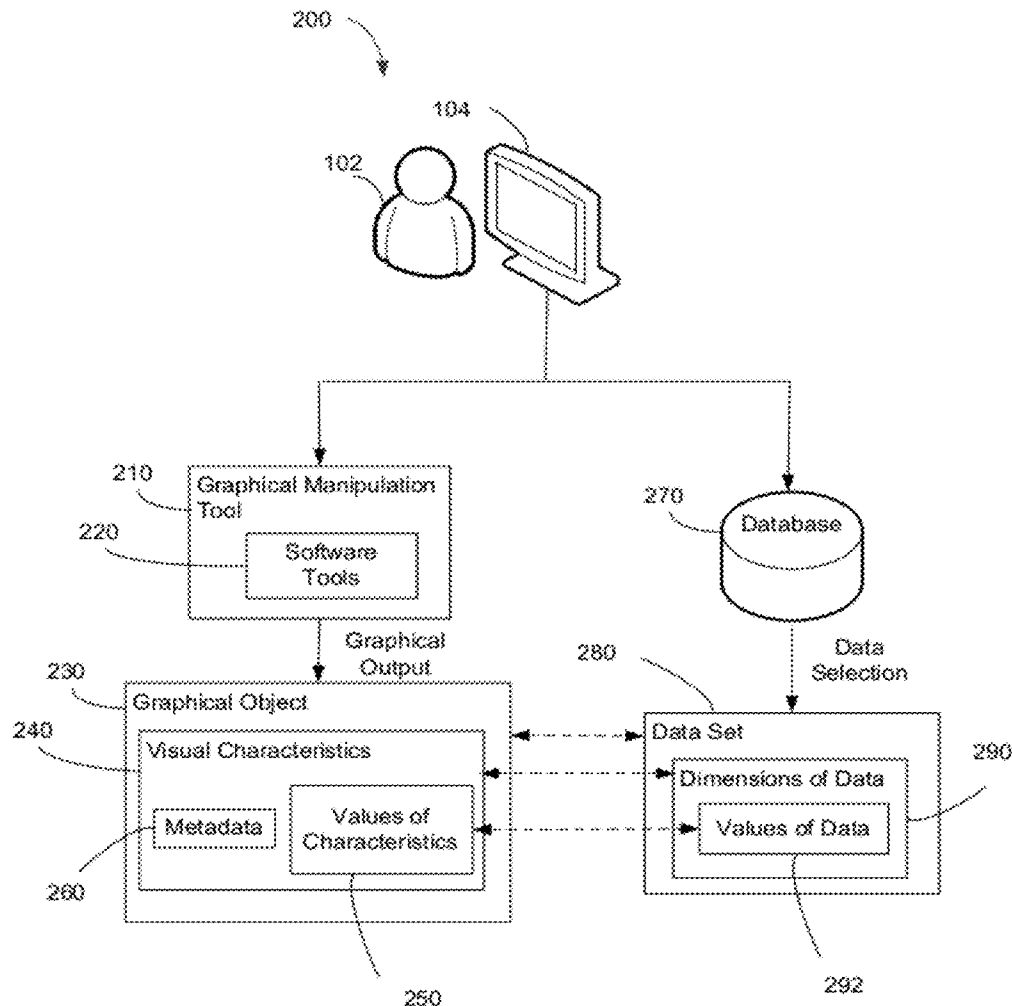 200
104
102
210
Graphical Manipulation
Tool
220
Software
Tools
270
Database
Graphical
Output
Data
Selection
230
Graphical Object
280
Data Set
240
Visual Characteristics
Dimensions of Data
290
Metadata
Values of
Characteristics
Values of Data
260
250
292